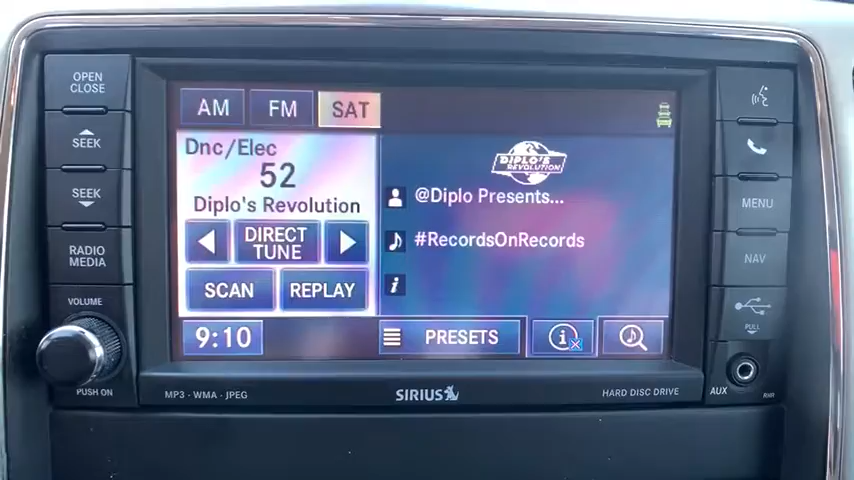 OPEN
CLOSE
SEEK
SEEK
RADIO
MEDIA
VOLUME
PUSH ON
AM
FM
SAT
Dnc/Elec
52
Diplo's Revolution
DIRECT
TUNE
SCAN
REPLAY
DIPLO'S
REVOLUTION
@Diplo Presents...
#RecordsOnRecords
i
9:10
PRESETS
i
MENU
NAV
PULL
AUX
RHR
MP3 · WMA · JPEG
SIRIUS
HARD DISC DRIVE